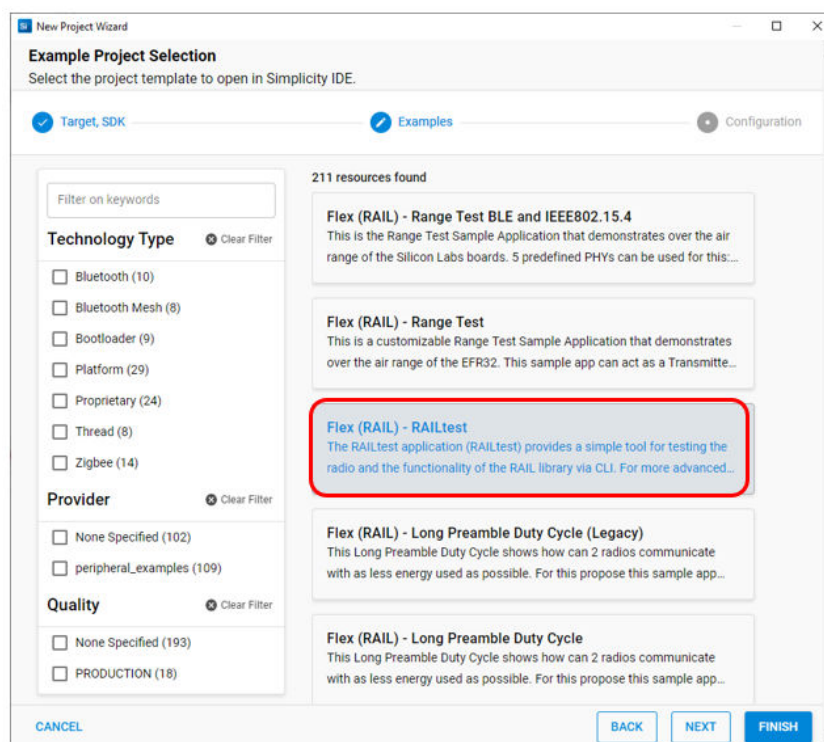 Si New Project Wizard
Example Project Selection
Select the project template to open in Simplicity IDE.
Target, SDK
Examples
Configuration
Filter on keywords
Technology Type Clear Filter
Bluetooth (10)
Bluetooth Mesh (8)
Bootloader (9)
Platform (29)
Proprietary (24)
Thread (8)
Zigbee (14)
Provider Clear Filter
None Specified (102)
peripheral_examples (109)
Quality Clear Filter
None Specified (193)
PRODUCTION (18)
211 resources found
Flex (RAIL) - Range Test BLE and IEEE802.15.4
This is the Range Test Sample Application that demonstrates over the air
range of the Silicon Labs boards. 5 predefined PHYs can be used for this:...
Flex (RAIL) - Range Test
This is a customizable Range Test Sample Application that demonstrates
over the air range of the EFR32. This sample app can act as a Transmitte...
Flex (RAIL) - RAILtest
The RAILtest application (RAILtest) provides a simple tool for testing the
radio and the functionality of the RAIL library via CLI. For more advanced...
Flex (RAIL) - Long Preamble Duty Cycle (Legacy)
This Long Preamble Duty Cycle shows how can 2 radios communicate
with as less energy used as possible. For this propose this sample app...
Flex (RAIL) - Long Preamble Duty Cycle
This Long Preamble Duty Cycle shows how can 2 radios communicate
with as less energy used as possible. For this propose this sample app...
CANCEL
BACK
NEXT
FINISH